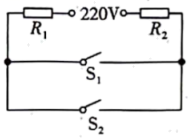 220V
R₁ R₂
S₁
S₂